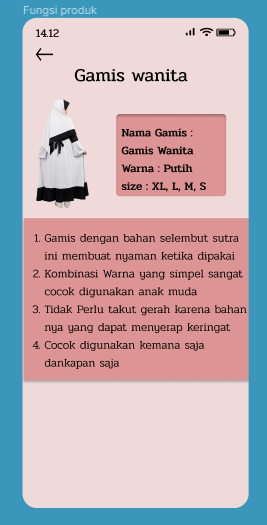 Fungsi produk
14.12
Gamis wanita
Nama Gamis :
Gamis Wanita
Warna : Putih
size : XL, L, M, S
1. Gamis dengan bahan selembut sutra
ini membuat nyaman ketika dipakai
2. Kombinasi Warna yang simpel sangat
cocok digunakan anak muda
3. Tidak Perlu takut gerah karena bahan
nya yang dapat menyerap keringat
4. Cocok digunakan kemana saja
dankapan saja